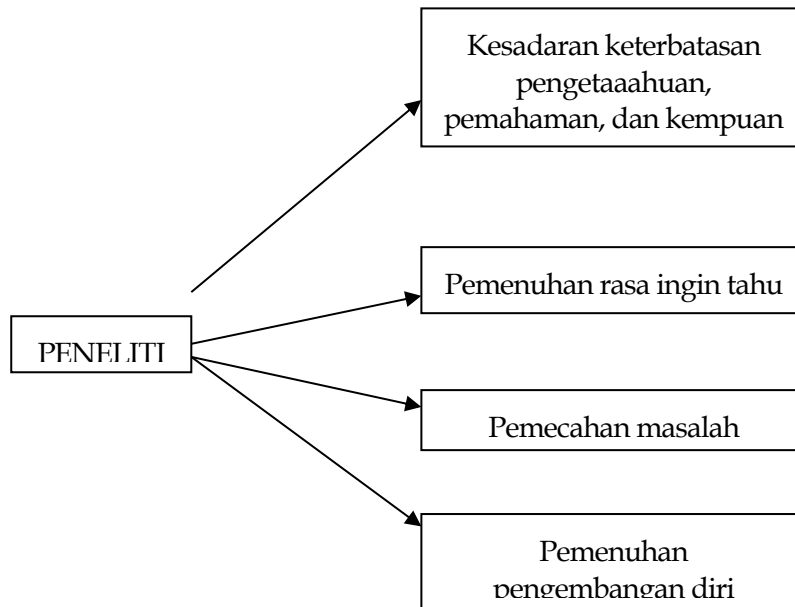 Kesadaran keterbatasan
pengetaaahuan,
pemahaman, dan kempuan
Pemenuhan rasa ingin tahu
PENELITI
Pemecahan masalah
Pemenuhan
pengembangan diri